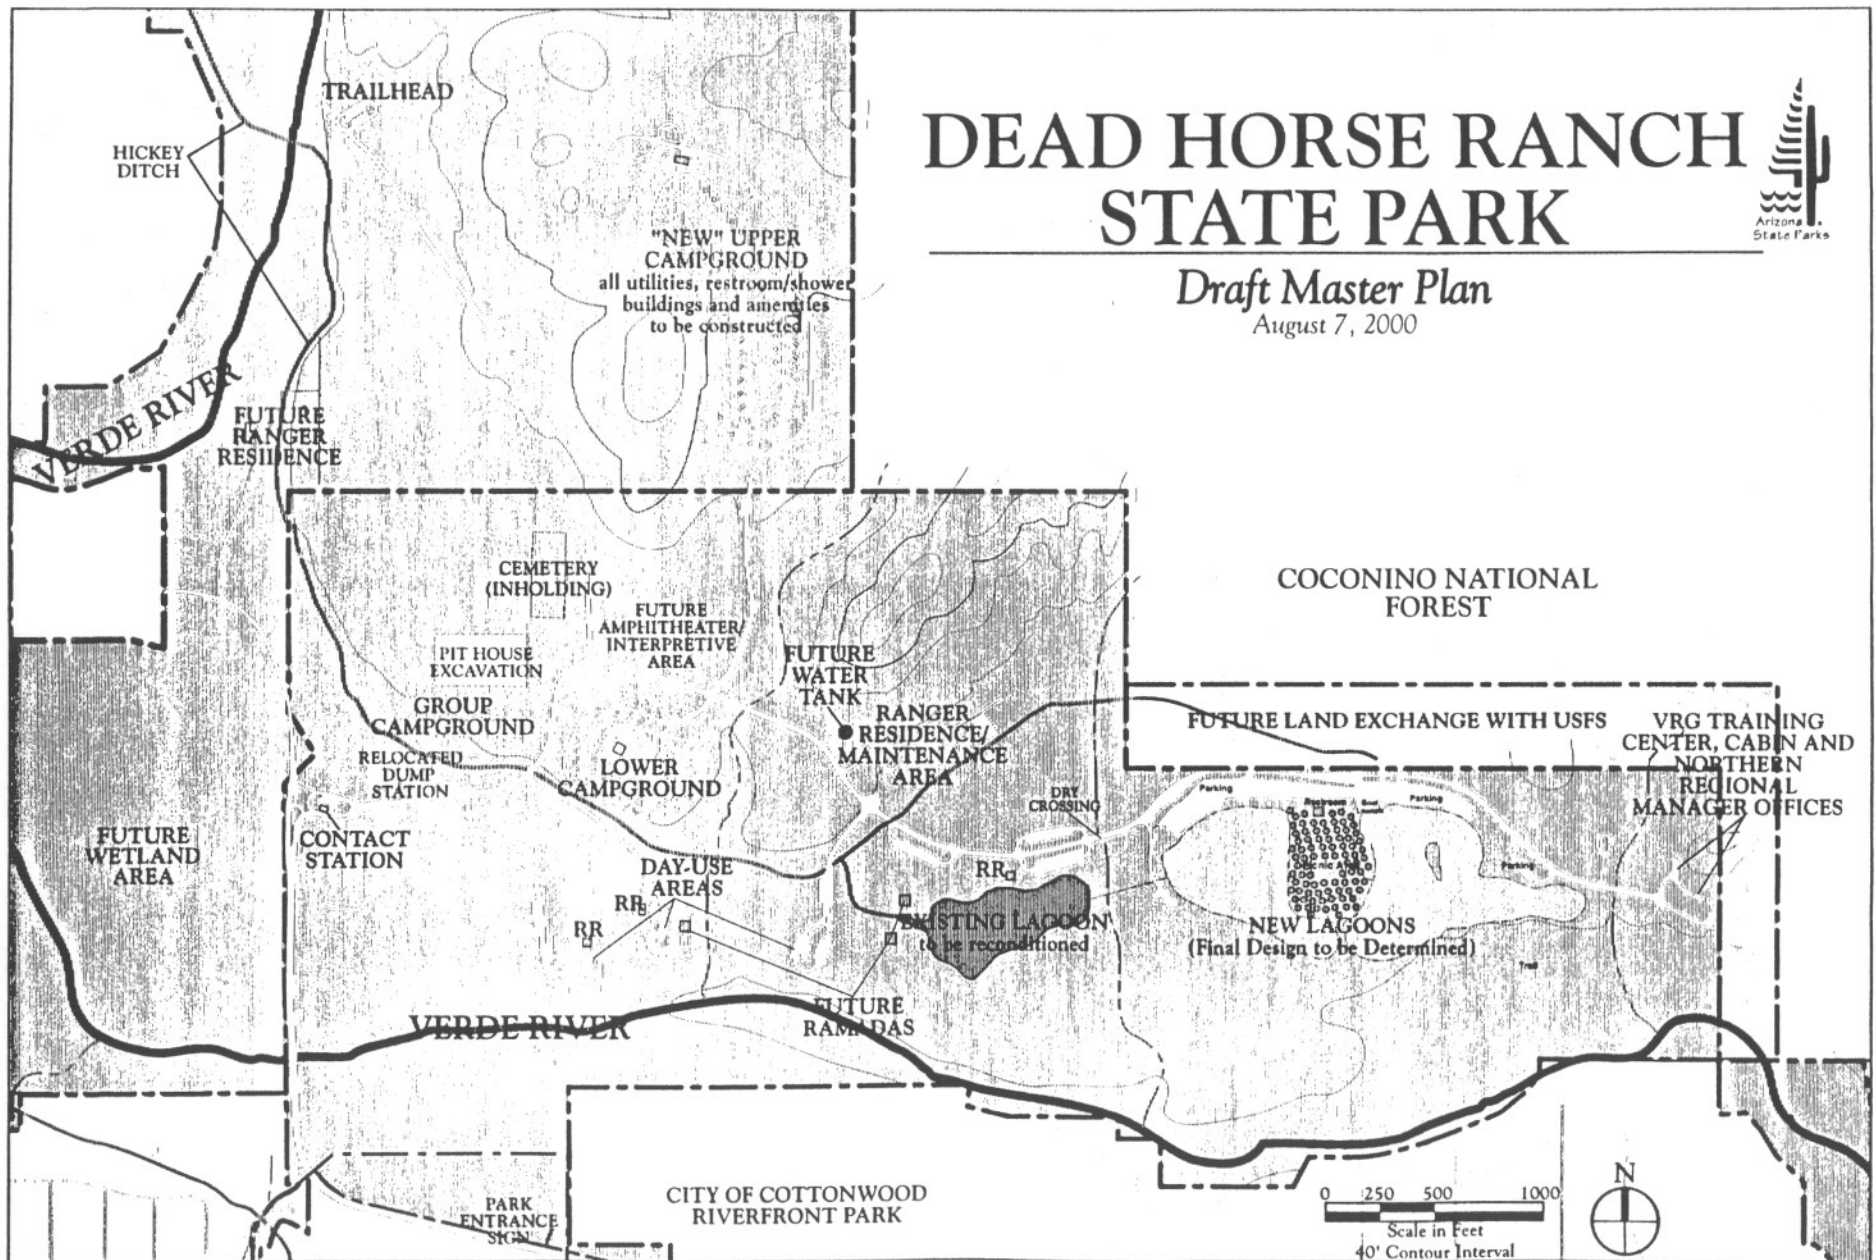 DEAD HORSE RANCH
STATE PARK
Arizona
State Parks
Draft Master Plan
August 7, 2000
TRAILHEAD
HICKEY
DITCH
"NEW" UPPER
CAMPGROUND
all utilities, restroom/shower
buildings and amenities
to be constructed
VERDE RIVER
FUTURE
RANGER
RESIDENCE
CEMETERY
(INHOLDING)
FUTURE
AMPHITHEATER/
INTERPRETIVE
AREA
PIT HOUSE
EXCAVATION
FUTURE
WATER
TANK
COCONINO NATIONAL
FOREST
GROUP
CAMPGROUND
RANGER
RESIDENCE/
MAINTENANCE
AREA
FUTURE LAND EXCHANGE WITH USFS
VRG TRAINING
CENTER, CABIN AND
NORTHERN
REGIONAL
MANAGER OFFICES
RELOCATED
DUMP
STATION
LOWER
CAMPGROUND
DRY
CROSSING
Parking
Restroom
Parking
FUTURE
WETLAND
AREA
CONTACT
STATION
DAY-USE
AREAS
RR
RR
RR
Parking
EXISTING LAGOON
to be reconditioned
NEW LAGOONS
(Final Design to be Determined)
Trail
FUTURE
RAMADAS
VERDE RIVER
PARK
ENTRANCE
SIGN
CITY OF COTTONWOOD
RIVERFRONT PARK
0 250 500 1000
Scale in Feet
40' Contour Interval
N